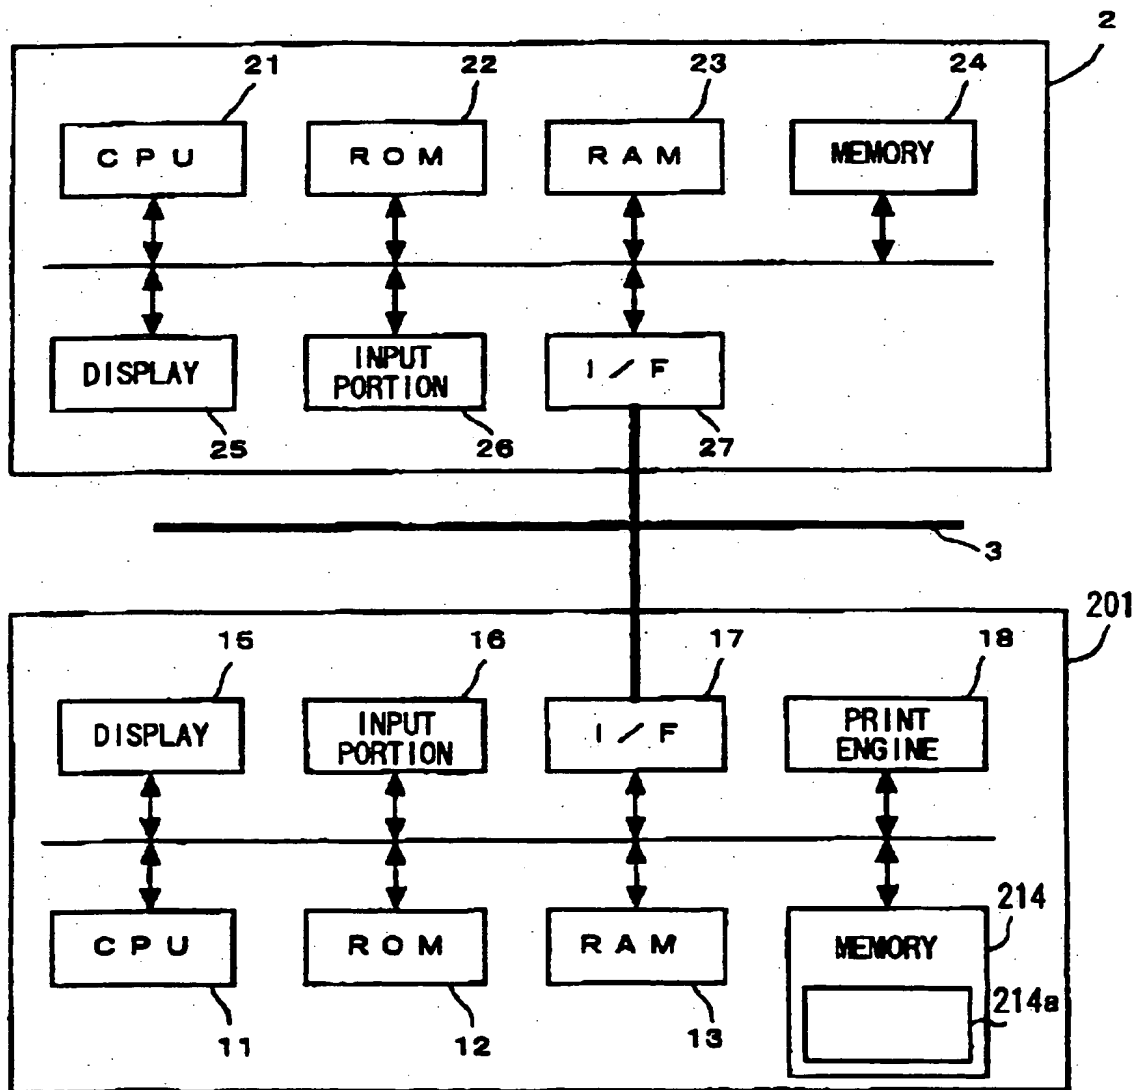 2
21 22 23 24
CPU ROM RAM MEMORY
DISPLAY INPUT I/F
PORTION
25 26 27
3
201
15 16 17 18
DISPLAY INPUT I/F PRINT
PORTION ENGINE
214
CPU ROM RAM MEMORY
214a
11 12 13